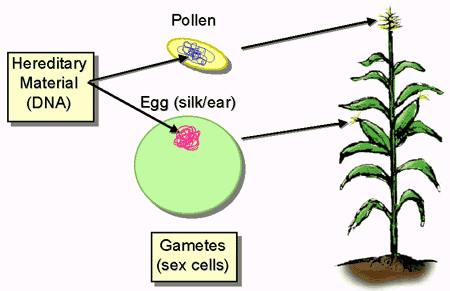 Pollen
Hereditary
Material
(DNA)
Egg (silk/ear)
Gametes
(sex cells)